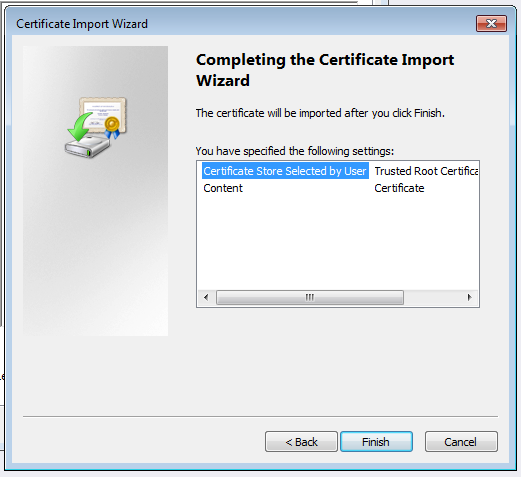 Certificate Import Wizard
Completing the Certificate Import
Wizard
The certificate will be imported after you click Finish.
You have specified the following settings:
Certificate Store Selected by User Trusted Root Certifica
Content Certificate
< Back Finish Cancel